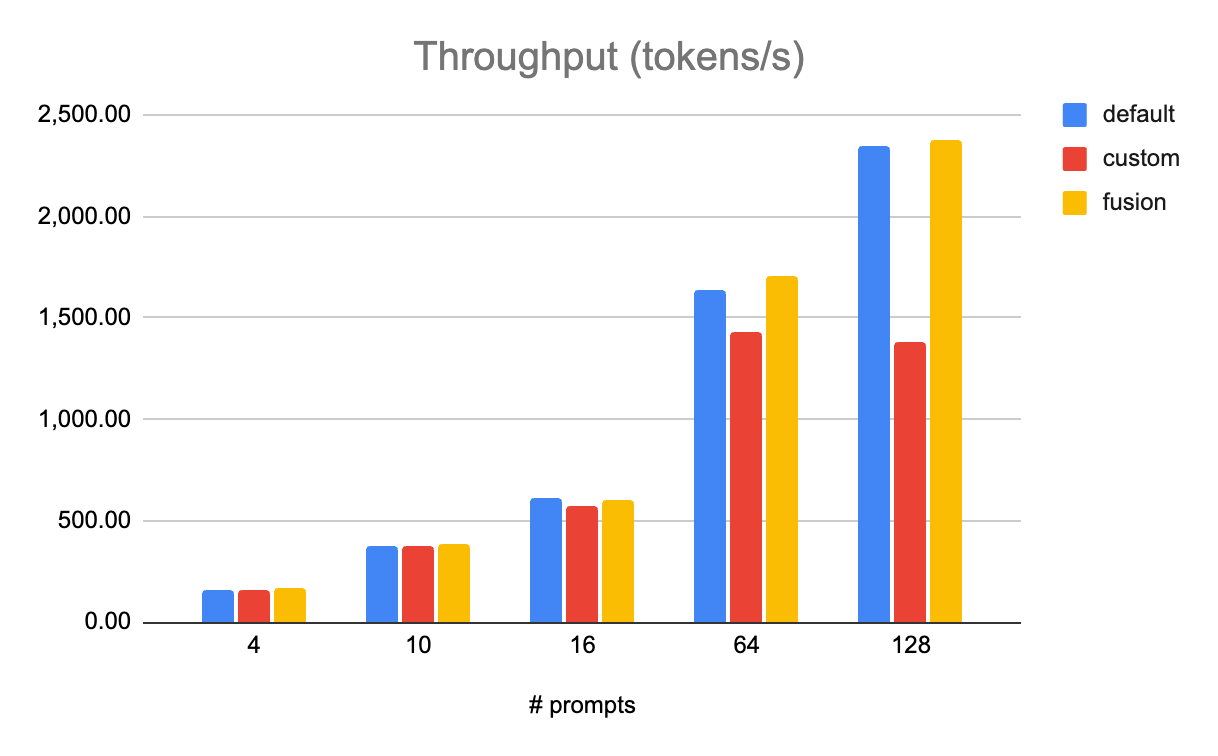 Throughput (tokens/s)
2,500.00
2,000.00
1,500.00
1,000.00
500.00
0.00
4
10
16
64
128
# prompts
default
custom
fusion